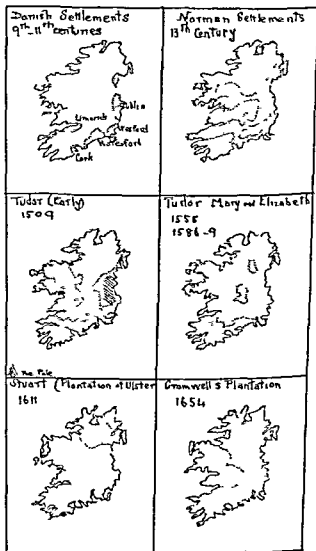 Danish Settlements
9th-11th centuries
Dublin
Limerick
Wexford
Waterford
Cork
Norman Settlements
13th Century
Tudor (Early)
1509
The Pale
Tudor Mary and Elizabeth
1556
1586-9
Stuart (Plantation of Ulster
1611
Cromwell's Plantation
1654